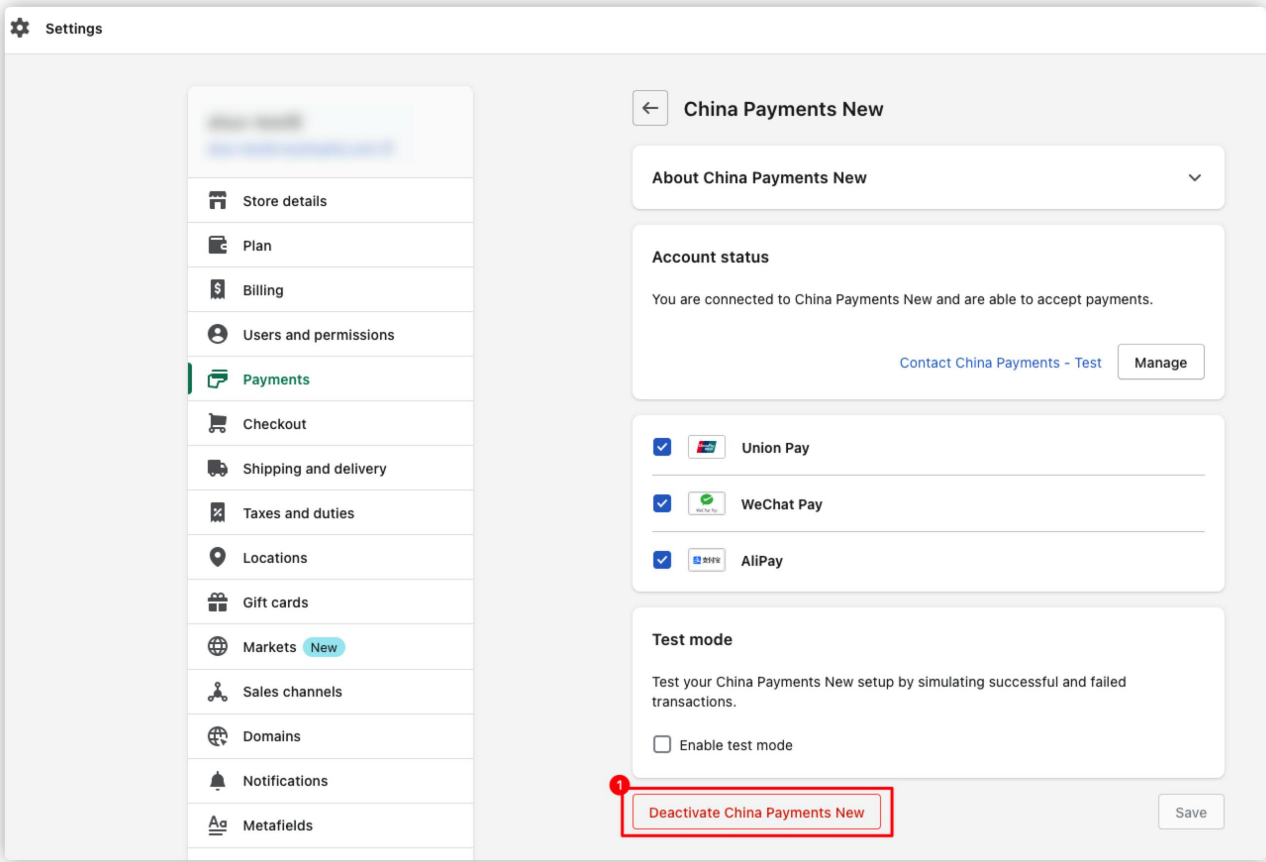 Settings
Store details
Plan
Billing
Users and permissions
Payments
Checkout
Shipping and delivery
Taxes and duties
Locations
Gift cards
Markets New
Sales channels
Domains
Notifications
Metafields
China Payments New
About China Payments New
Account status
You are connected to China Payments New and are able to accept payments.
Contact China Payments - Test
Manage
Union Pay
WeChat Pay
支付宝 AliPay
Test mode
Test your China Payments New setup by simulating successful and failed
transactions.
Enable test mode
1
Deactivate China Payments New
Save